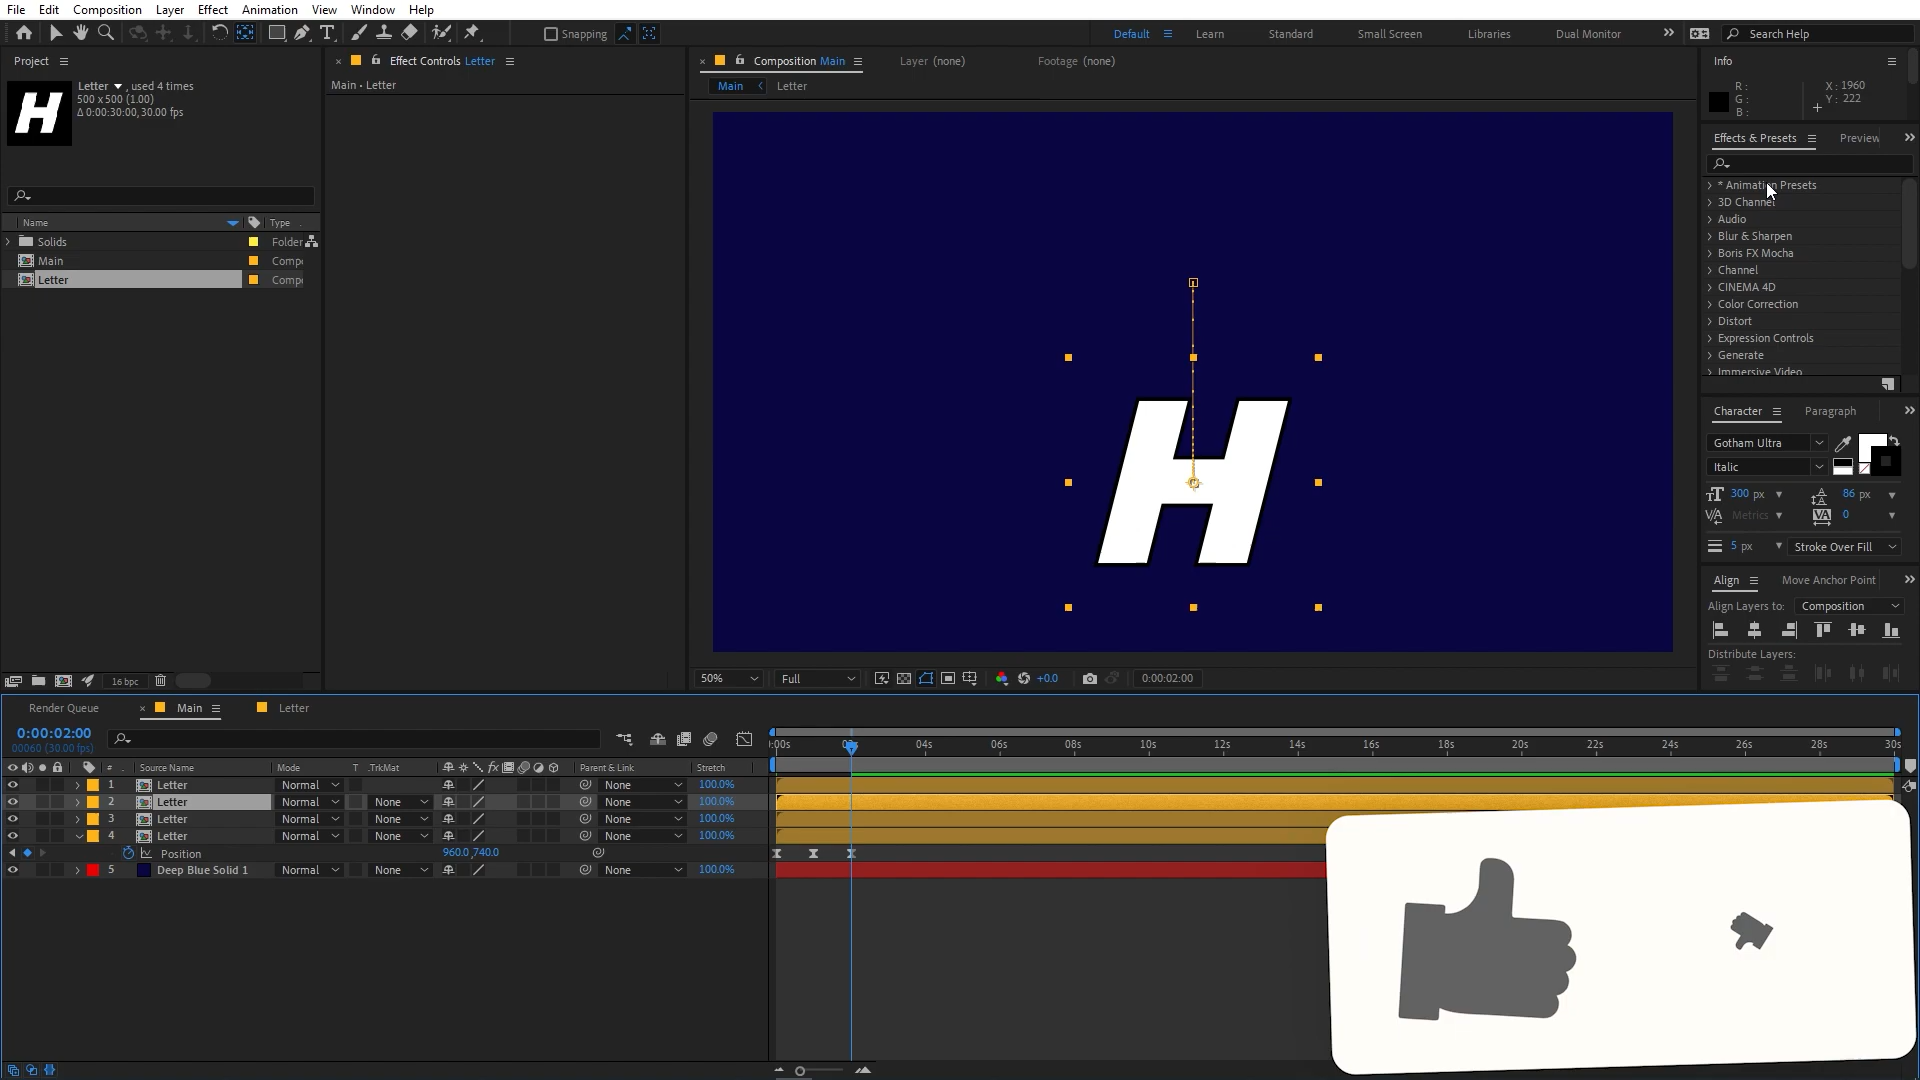 File Edit Composition Layer Effect Animation View Window Help
Snapping Default Learn Standard Small Screen Libraries Dual Monitor Search Help
Project
Letter , used 4 times
500 x 500 (1.00)
Δ 0:00:30:00, 30.00 fps
Name Type
Solids Folder
Main Compo
Letter Compo
16 bpc
Effect Controls Letter
Main • Letter
Composition Main Layer (none) Footage (none)
Main Letter
H
50% Full +0.0 0:00:02:00
Info
R :
G :
B :
X : 1960
Y : 222
Effects & Presets Preview
* Animation Presets
3D Channel
Audio
Blur & Sharpen
Boris FX Mocha
Channel
CINEMA 4D
Color Correction
Distort
Expression Controls
Generate
Immersive Video
Character Paragraph
Gotham Ultra
Italic
300 px 86 px
Metrics 0
5 px Stroke Over Fill
Align Move Anchor Point
Align Layers to: Composition
Distribute Layers:
Render Queue Main Letter
0:00:02:00
00060 (30.00 fps)
:00s 02s 04s 06s 08s 10s 12s 14s 16s 18s 20s 22s 24s 26s 28s 30s
# Source Name Mode T .TrkMat Parent & Link Stretch
1 Letter Normal None 100.0%
2 Letter Normal None None 100.0%
3 Letter Normal None None 100.0%
4 Letter Normal None None 100.0%
Position 960.0,740.0
5 Deep Blue Solid 1 Normal None None 100.0%